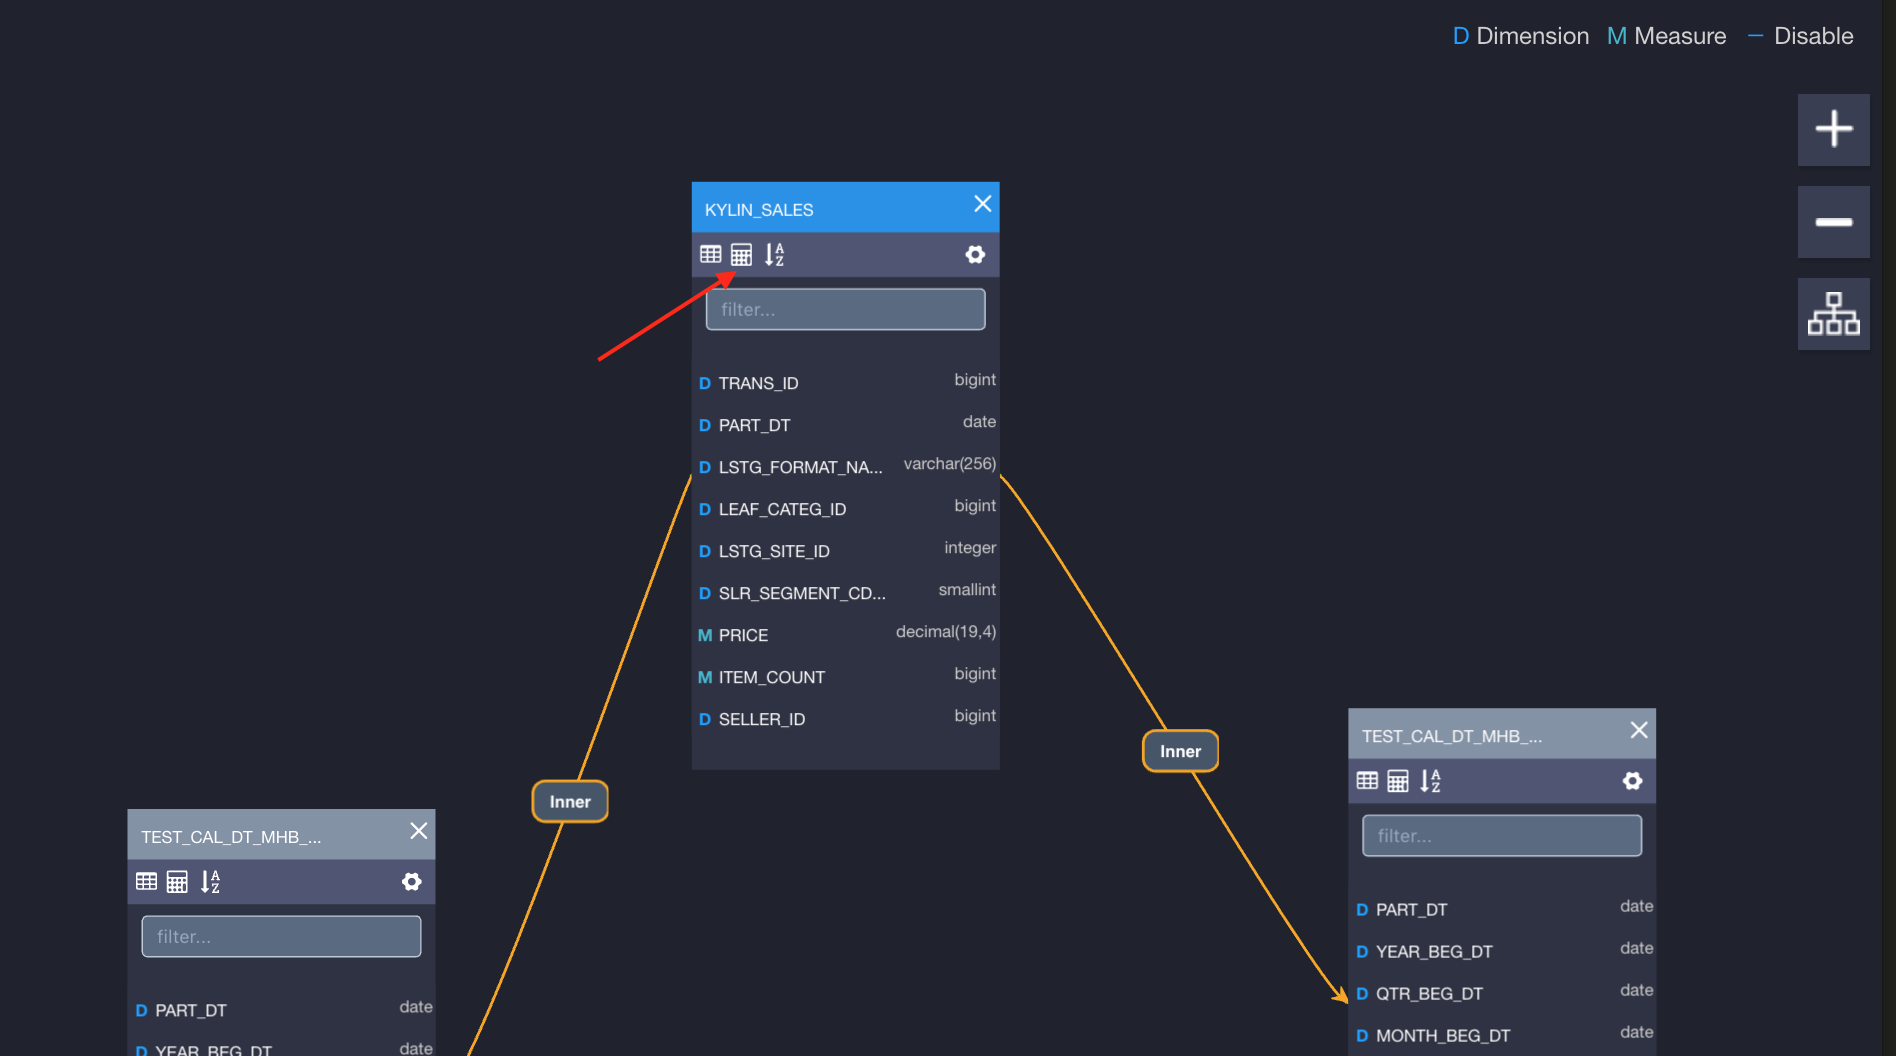 D Dimension M Measure — Disable
KYLIN_SALES
filter...
D TRANS_ID bigint
D PART_DT date
D LSTG_FORMAT_NA... varchar(256)
D LEAF_CATEG_ID bigint
D LSTG_SITE_ID integer
D SLR_SEGMENT_CD... smallint
M PRICE decimal(19,4)
M ITEM_COUNT bigint
D SELLER_ID bigint
Inner
Inner
TEST_CAL_DT_MHB_...
filter...
D PART_DT date
D YEAR_BEG_DT date
TEST_CAL_DT_MHB_...
filter...
D PART_DT date
D YEAR_BEG_DT date
D QTR_BEG_DT date
D MONTH_BEG_DT date